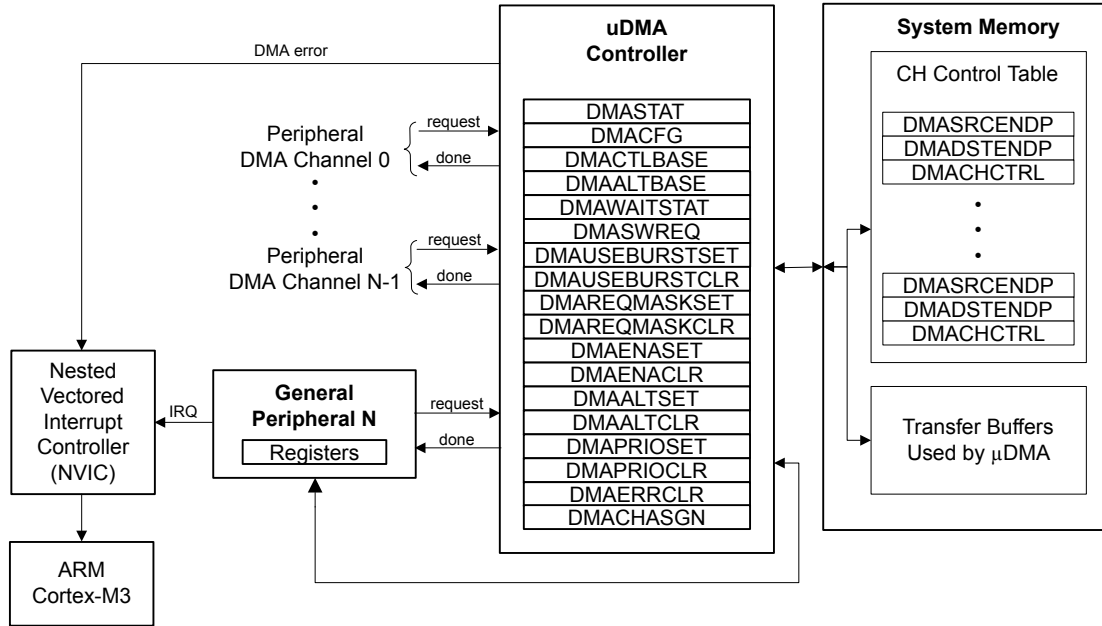 uDMA
Controller
DMASTAT
DMACFG
DMACTLBASE
DMAALTBASE
DMAWAITSTAT
DMASWREQ
DMAUSEBURSTSET
DMAUSEBURSTCLR
DMAREQMASKSET
DMAREQMASKCLR
DMAENASET
DMAENACLR
DMAALTSET
DMAALTCLR
DMAPRIOSET
DMAPRIOCLR
DMAERRCLR
DMACHASGN
System Memory
CH Control Table
DMASRCENDP
DMADSTENDP
DMACHCTRL
•
•
•
DMASRCENDP
DMADSTENDP
DMACHCTRL
Transfer Buffers
Used by μDMA
DMA error
Peripheral
DMA Channel 0
request
done
•
•
•
Peripheral
DMA Channel N-1
request
done
General
Peripheral N
Registers
request
done
IRQ
Nested
Vectored
Interrupt
Controller
(NVIC)
ARM
Cortex-M3